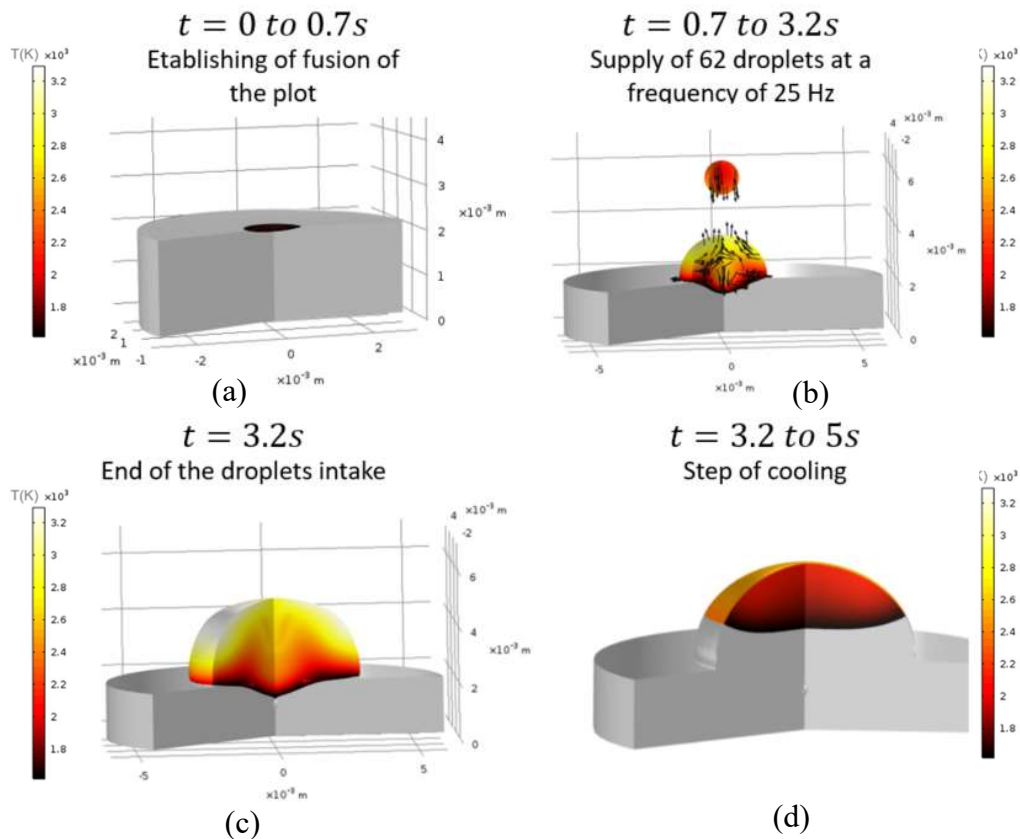 t = 0 to 0.7s
Etablishing of fusion of
the plot
T(K) ×10³
3.2
3
2.8
2.6
2.4
2.2
2
1.8
4
3
×10⁻³ m
2
1
0
2
1
×10⁻³ m
-1
-2
0
2
×10⁻³ m
(a)
t = 0.7 to 3.2s
Supply of 62 droplets at a
frequency of 25 Hz
K) ×10³
3.2
3
2.8
2.6
2.4
2.2
2
1.8
×10⁻³ m
4
-2
6
4
×10⁻³ m
2
0
-5
0
5
×10⁻³ m
(b)
t = 3.2s
End of the droplets intake
T(K) ×10³
3.2
3
2.8
2.6
2.4
2.2
2
1.8
×10⁻³ m
4
-2
6
4
×10⁻³ m
2
0
-5
0
5
×10⁻³ m
(c)
t = 3.2 to 5s
Step of cooling
K) ×10³
3.2
3
2.8
2.6
2.4
2.2
2
1.8
(d)